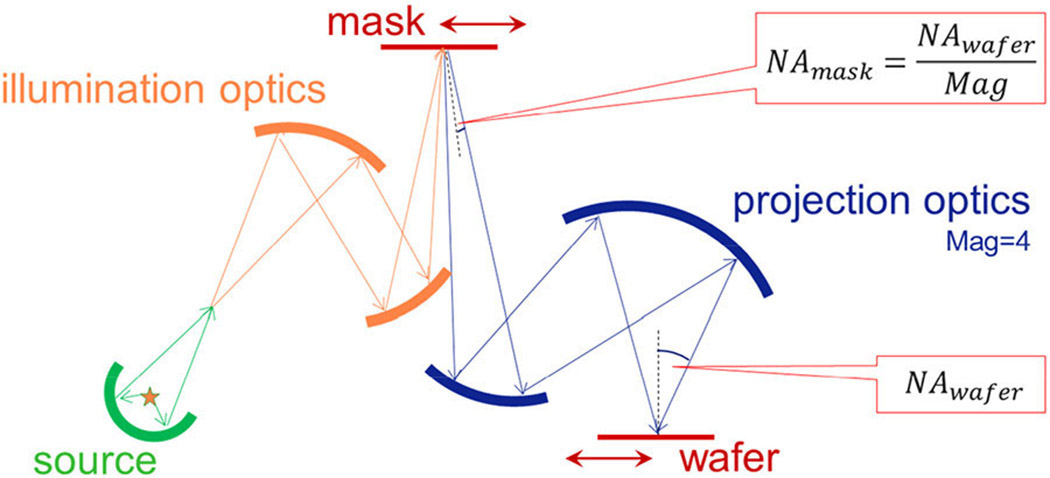 mask
illumination optics
NA_mask = NA_wafer / Mag
projection optics
Mag=4
NA_wafer
source
wafer